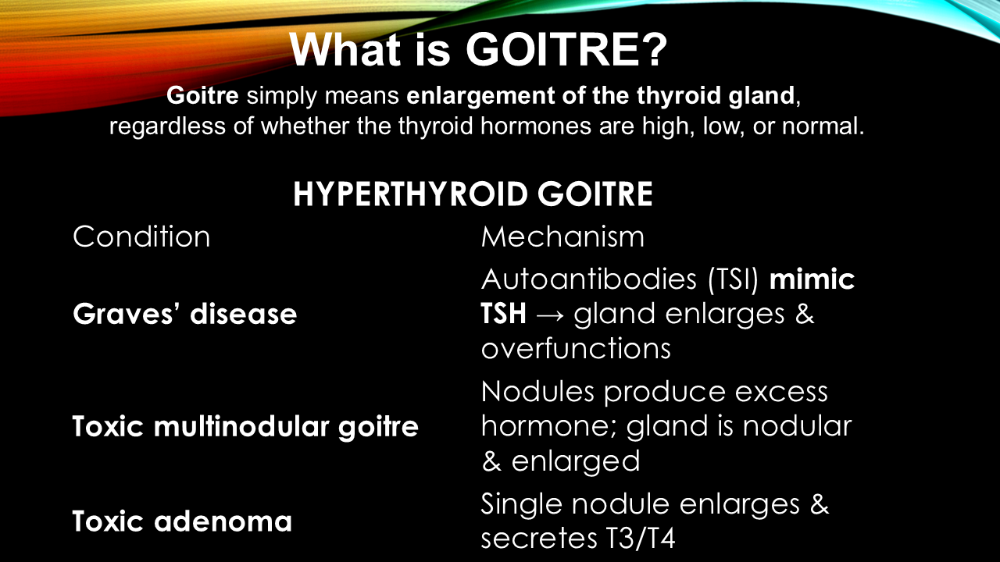 What is GOITRE?
Goitre simply means enlargement of the thyroid gland,
regardless of whether the thyroid hormones are high, low, or normal.
HYPERTHYROID GOITRE
Condition
Mechanism
Graves’ disease
Autoantibodies (TSI) mimic
TSH → gland enlarges &
overfunctions
Toxic multinodular goitre
Nodules produce excess
hormone; gland is nodular
& enlarged
Toxic adenoma
Single nodule enlarges &
secretes T3/T4